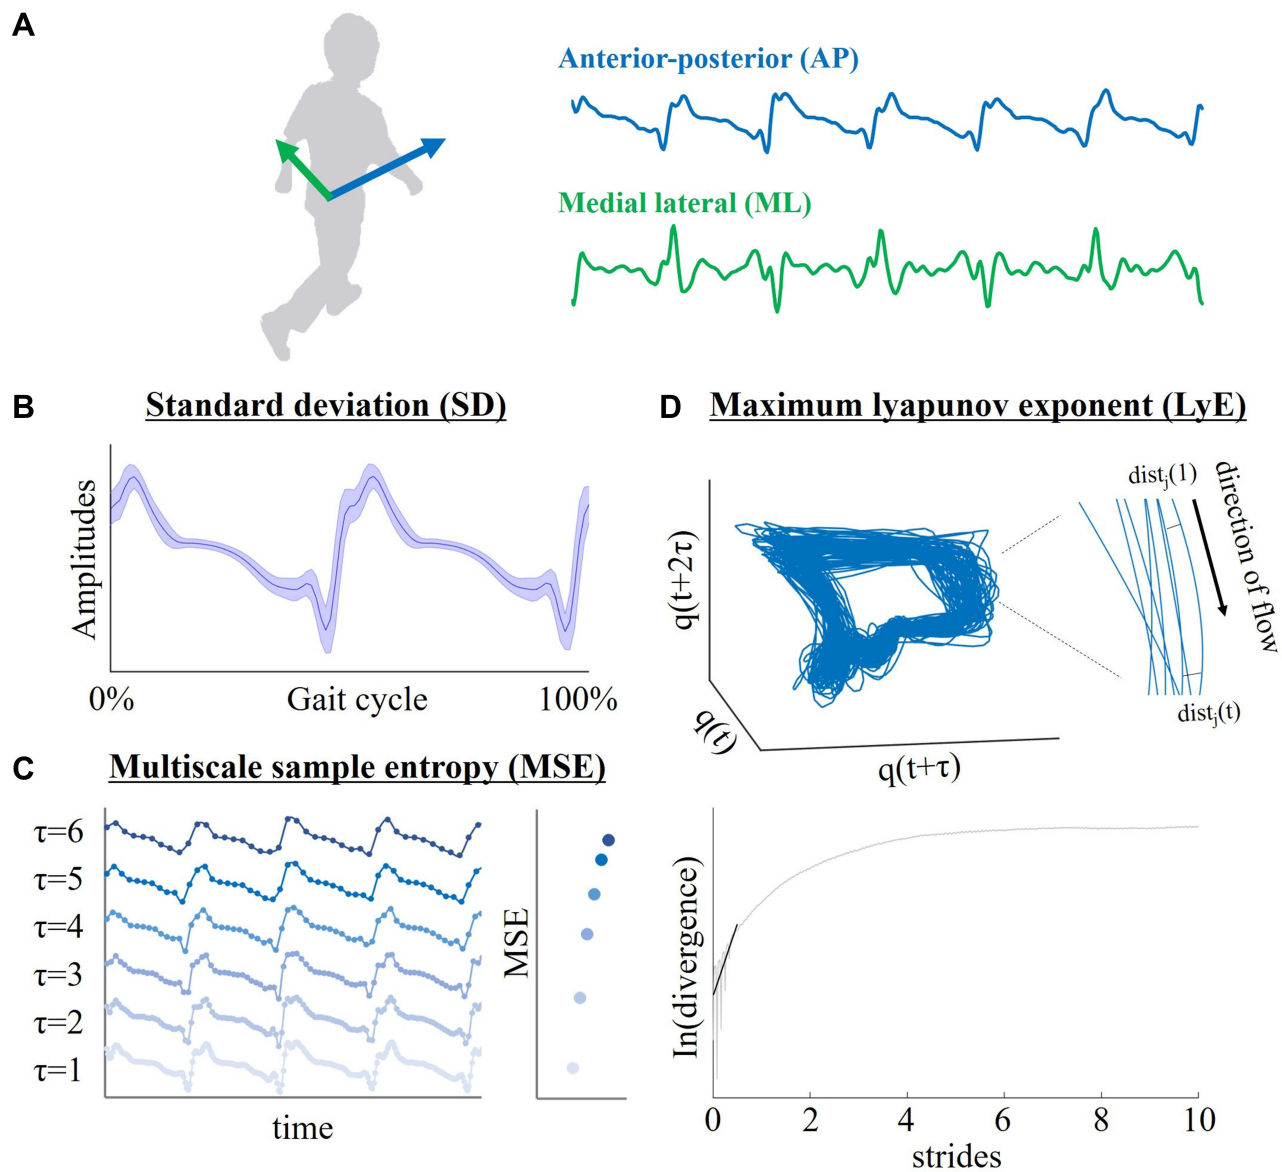 A
Anterior-posterior (AP)
Medial lateral (ML)
B
Standard deviation (SD)
Amplitudes
0%
Gait cycle
100%
C
Multiscale sample entropy (MSE)
τ=6
τ=5
τ=4
τ=3
τ=2
τ=1
time
MSE
D
Maximum lyapunov exponent (LyE)
q(t+2τ)
q(t)
q(t+τ)
distj(1)
direction of flow
distj(t)
ln(divergence)
0 2 4 6 8 10
strides